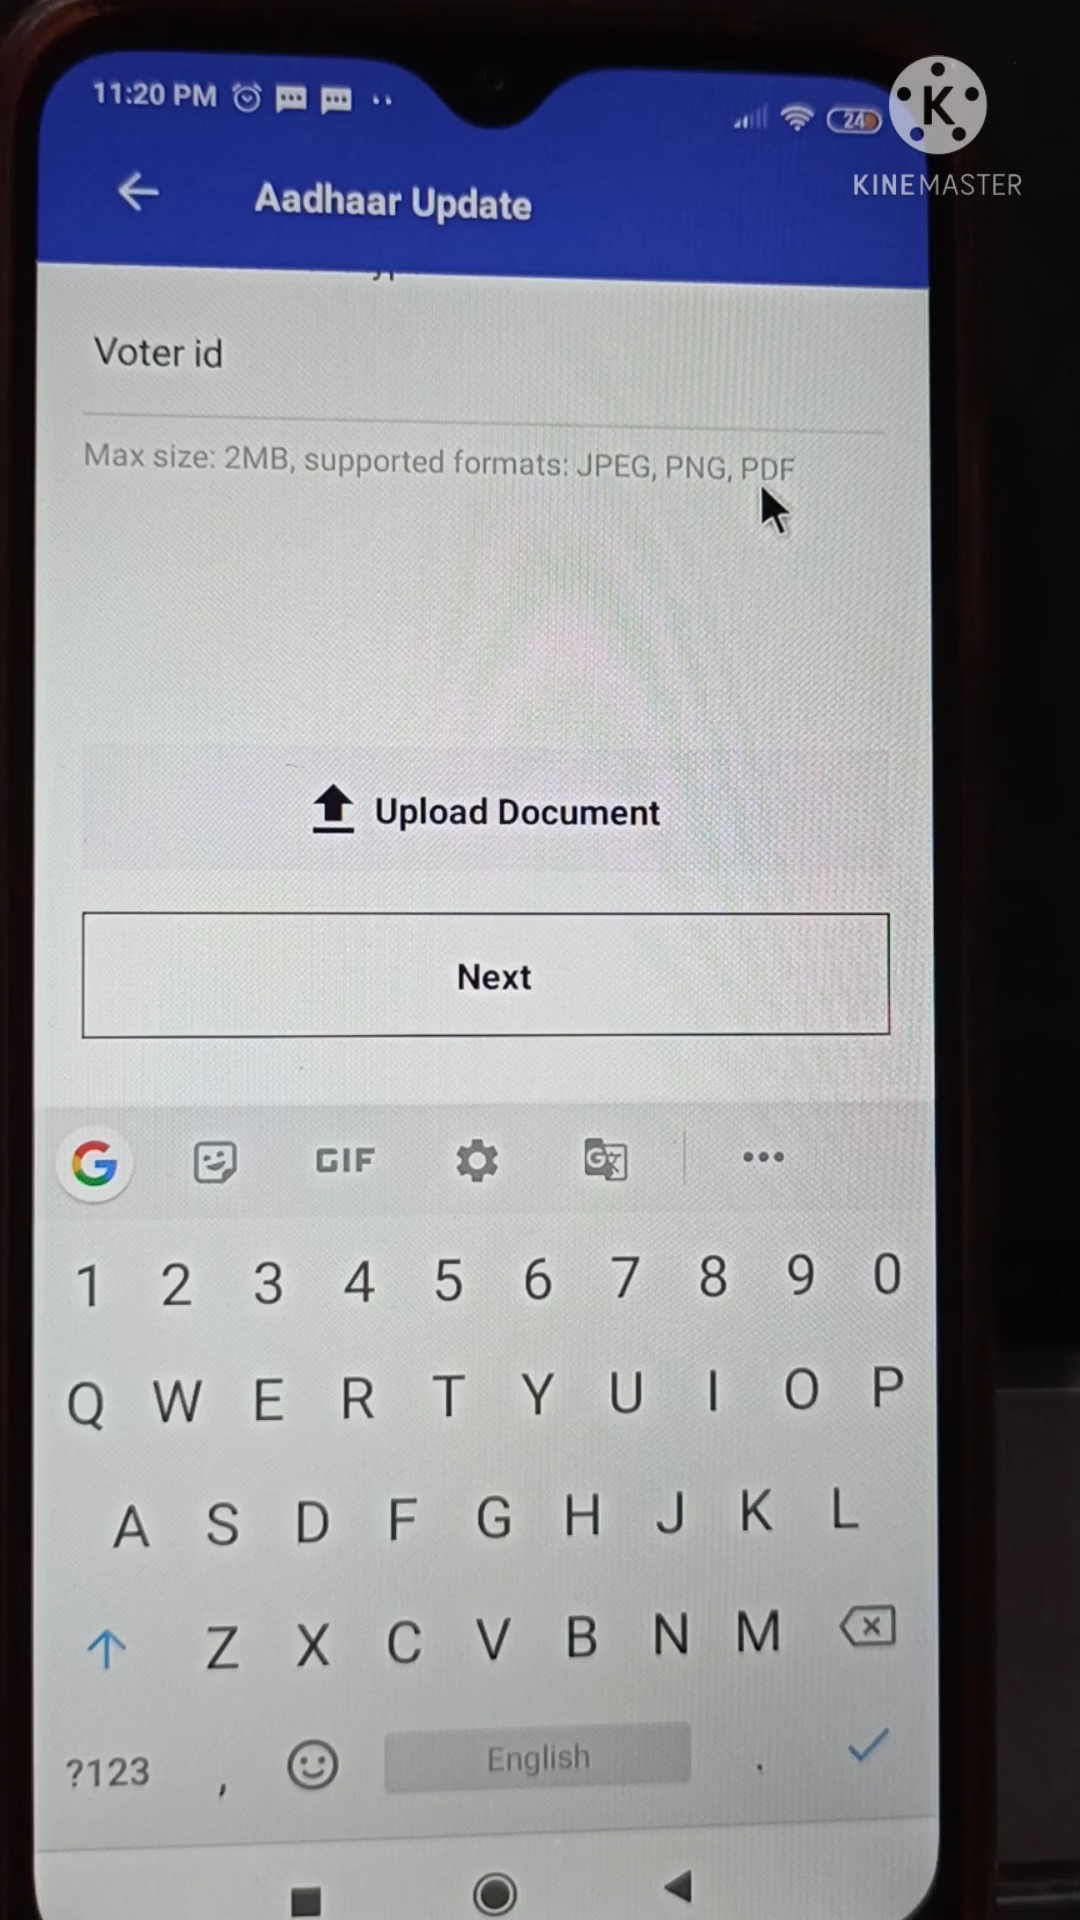 11:20 PM
24
K
KINEMASTER
Aadhaar Update
Voter id
Max size: 2MB, supported formats: JPEG, PNG, PDF
Upload Document
Next
G GIF G
1 2 3 4 5 6 7 8 9 0
Q W E R T Y U I O P
A S D F G H J K L
Z X C V B N M
?123 , English .